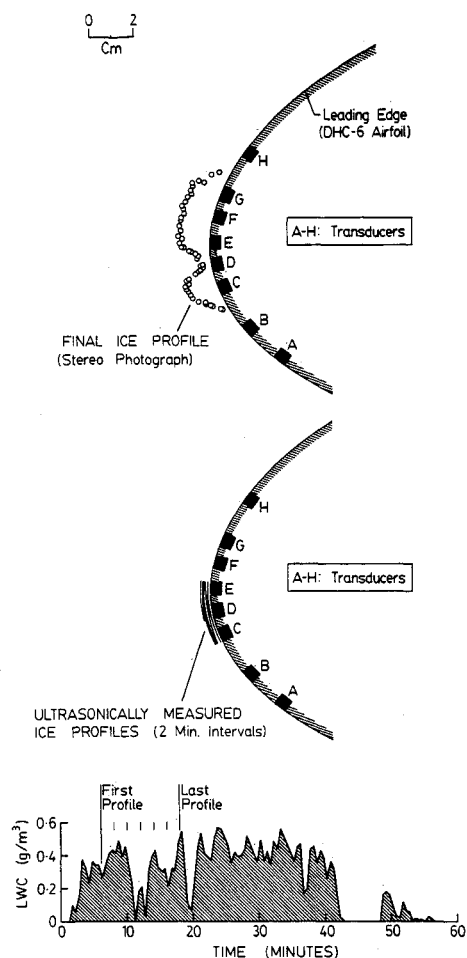 0 2
Cm
Leading Edge
(DHC-6 Airfoil)
H
G
F
E
D
C
B
A
A-H: Transducers
FINAL ICE PROFILE
(Stereo Photograph)
H
G
F
E
D
C
B
A
A-H: Transducers
ULTRASONICALLY MEASURED
ICE PROFILES (2 Min. Intervals)
First
Profile
Last
Profile
LWC (g/m³)
0·6
0·4
0·2
0
0 10 20 30 40 50 60
TIME (MINUTES)